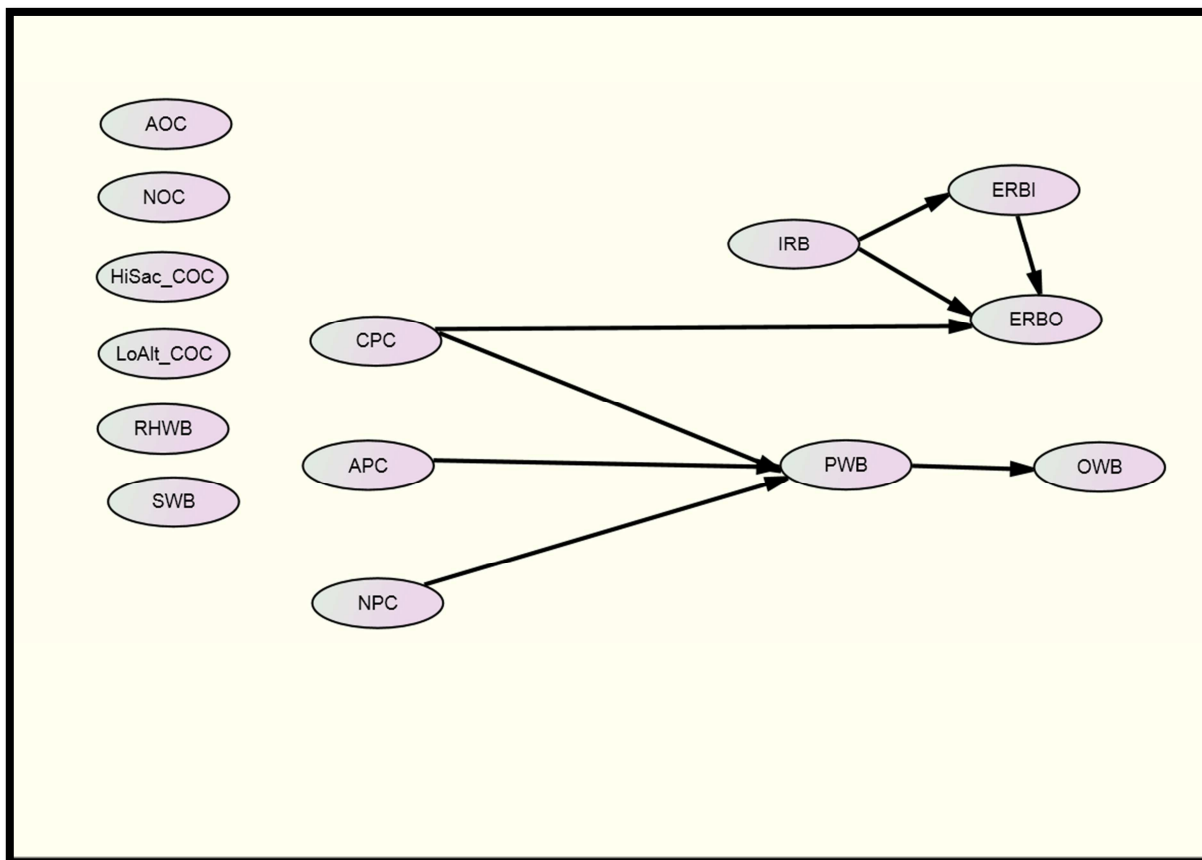 AOC
NOC
HiSac_COC
LoAlt_COC
RHWB
SWB
CPC
APC
NPC
IRB
ERBI
ERBO
PWB
OWB